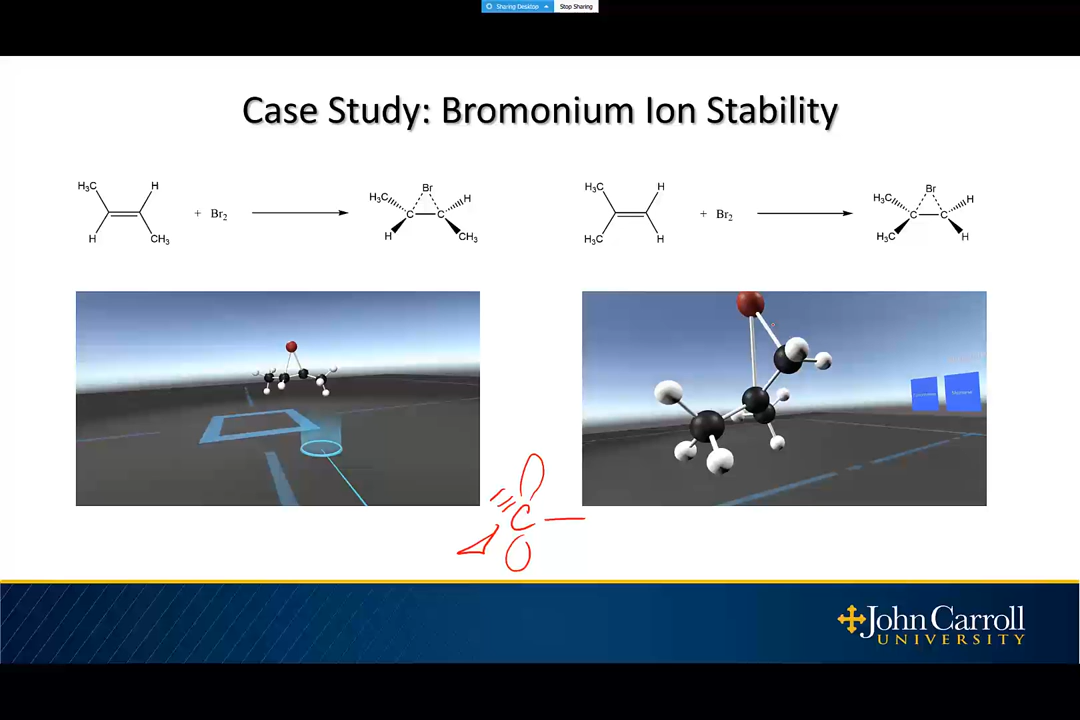 Sharing Desktop Stop Sharing
Case Study: Bromonium Ion Stability
H₃C H
H CH₃
+ Br₂
Br
H₃C C C H
H CH₃
H₃C H
H₃C H
+ Br₂
Br
H₃C C C H
H₃C H
C
John Carroll
UNIVERSITY